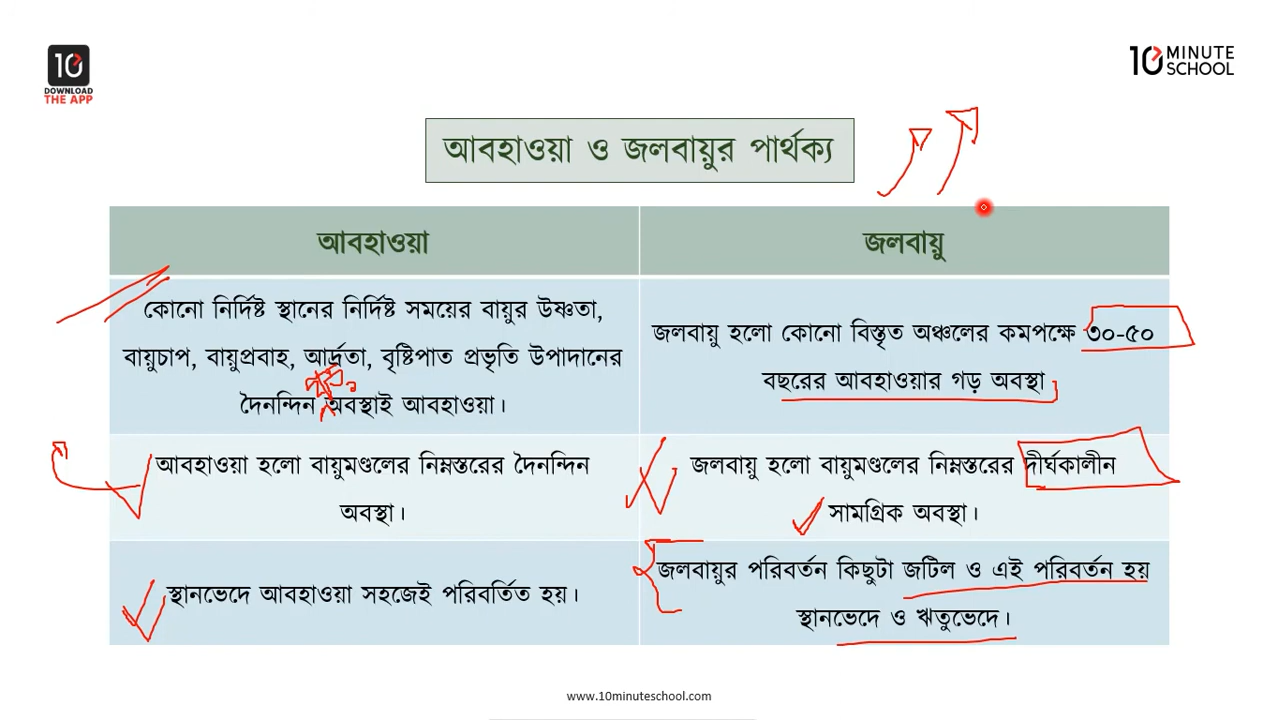 10
DOWNLOAD
THE APP
10 MINUTE
SCHOOL
আবহাওয়া ও জলবায়ুর পার্থক্য
আবহাওয়া
জলবায়ু
কোনো নির্দিষ্ট স্থানের নির্দিষ্ট সময়ের বায়ুর উষ্ণতা,
বায়ুচাপ, বায়ুপ্রবাহ, আর্দ্রতা, বৃষ্টিপাত প্রভৃতি উপাদানের
দৈনন্দিন অবস্থাই আবহাওয়া।
জলবায়ু হলো কোনো বিস্তৃত অঞ্চলের কমপক্ষে ৩০-৫০
বছরের আবহাওয়ার গড় অবস্থা
আবহাওয়া হলো বায়ুমণ্ডলের নিম্নস্তরের দৈনন্দিন
অবস্থা।
জলবায়ু হলো বায়ুমণ্ডলের নিম্নস্তরের দীর্ঘকালীন
সামগ্রিক অবস্থা।
স্থানভেদে আবহাওয়া সহজেই পরিবর্তিত হয়।
জলবায়ুর পরিবর্তন কিছুটা জটিল ও এই পরিবর্তন হয়
স্থানভেদে ও ঋতুভেদে।
www.10minuteschool.com